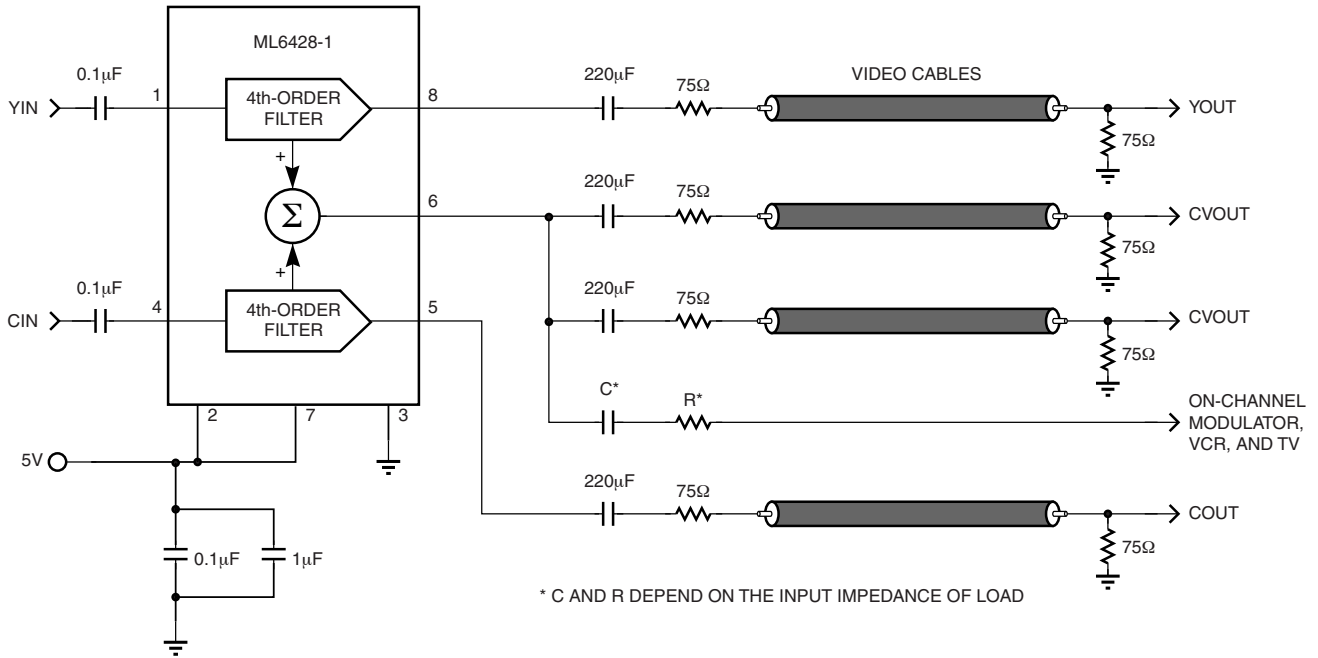 ML6428-1
0.1μF
220μF
75Ω
VIDEO CABLES
YIN
1
4th-ORDER
FILTER
8
YOUT
75Ω
+
220μF
75Ω
Σ
6
CVOUT
75Ω
+
0.1μF
220μF
75Ω
CIN
4
4th-ORDER
FILTER
5
CVOUT
75Ω
C*
R*
ON-CHANNEL
MODULATOR,
VCR, AND TV
2
7
3
5V
220μF
75Ω
COUT
75Ω
0.1μF
1μF
* C AND R DEPEND ON THE INPUT IMPEDANCE OF LOAD